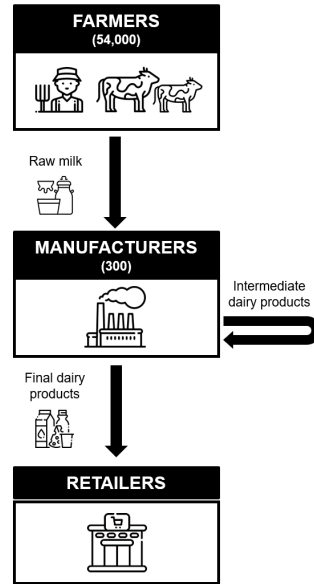 FARMERS
(54,000)
Raw milk
MANUFACTURERS
(300)
Intermediate
dairy products
Final dairy
products
RETAILERS